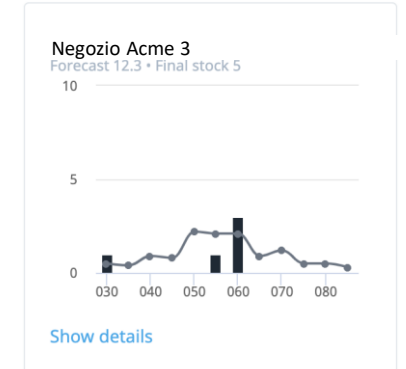 Negozio Acme 3
Forecast 12.3 • Final stock 5
10
5
0
030 040 050 060 070 080
Show details